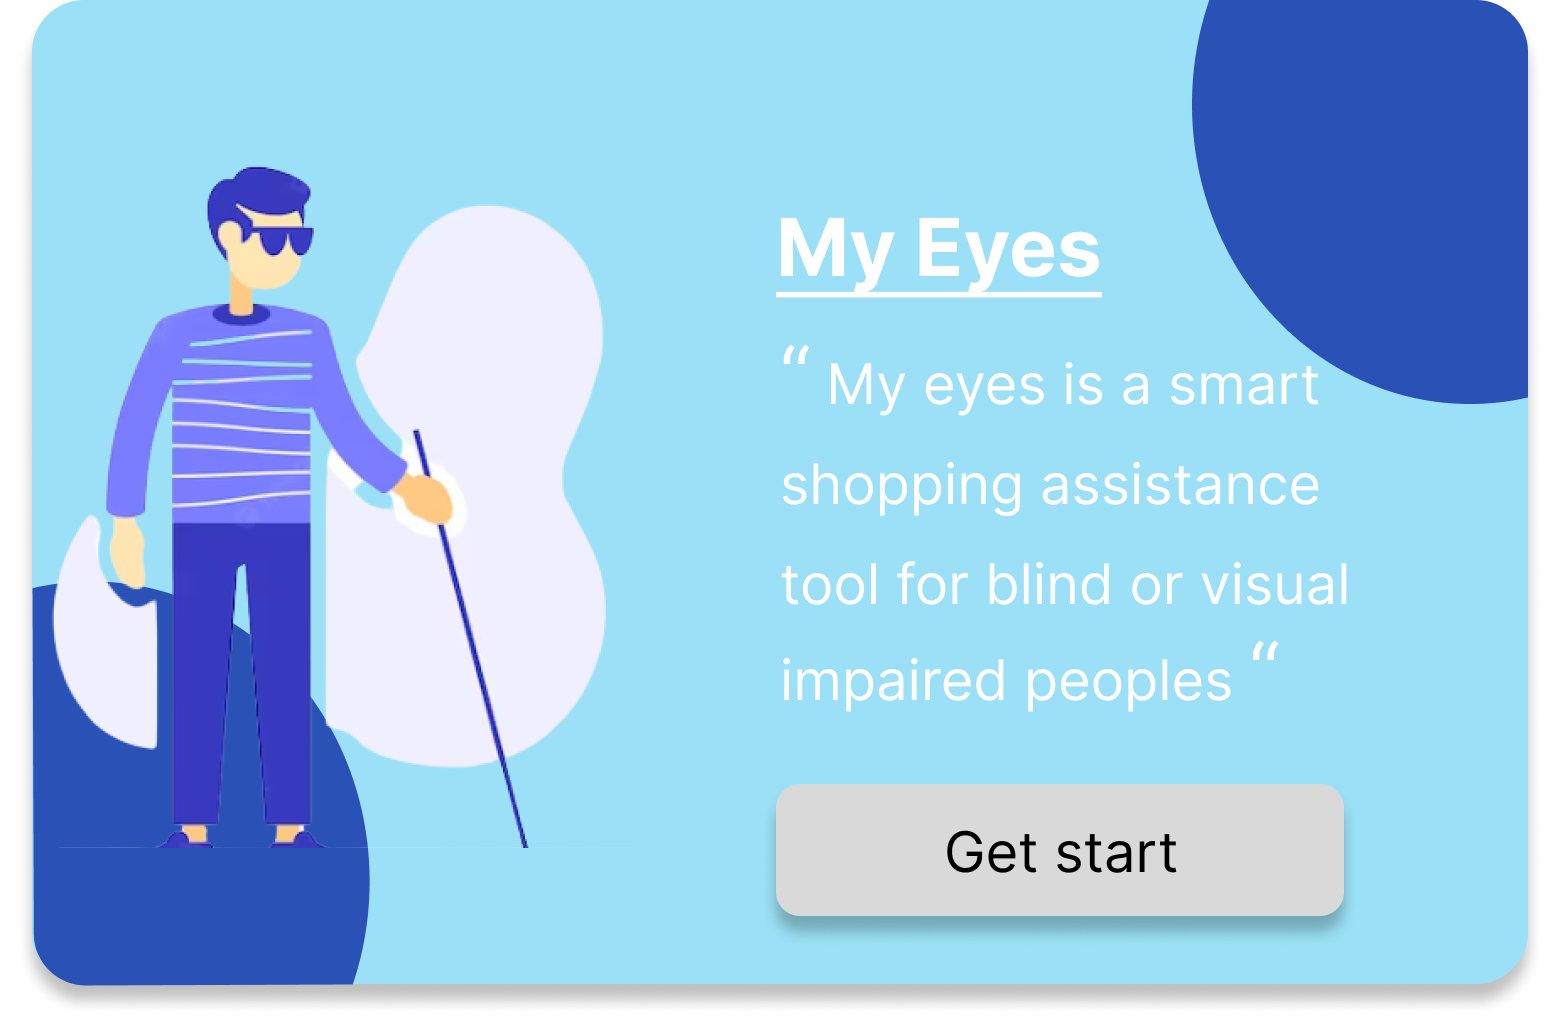 My Eyes
“ My eyes is a smart
shopping assistance
tool for blind or visual
impaired peoples “
Get start